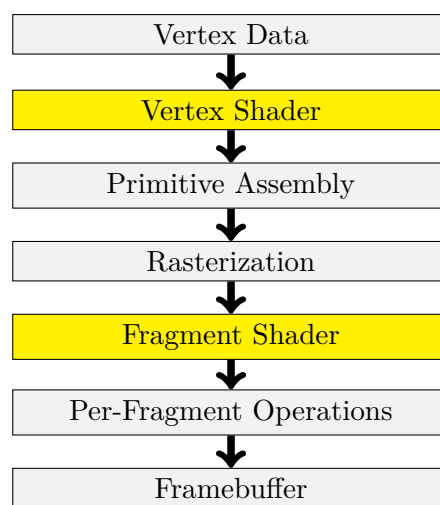 Vertex Data
Vertex Shader
Primitive Assembly
Rasterization
Fragment Shader
Per-Fragment Operations
Framebuffer